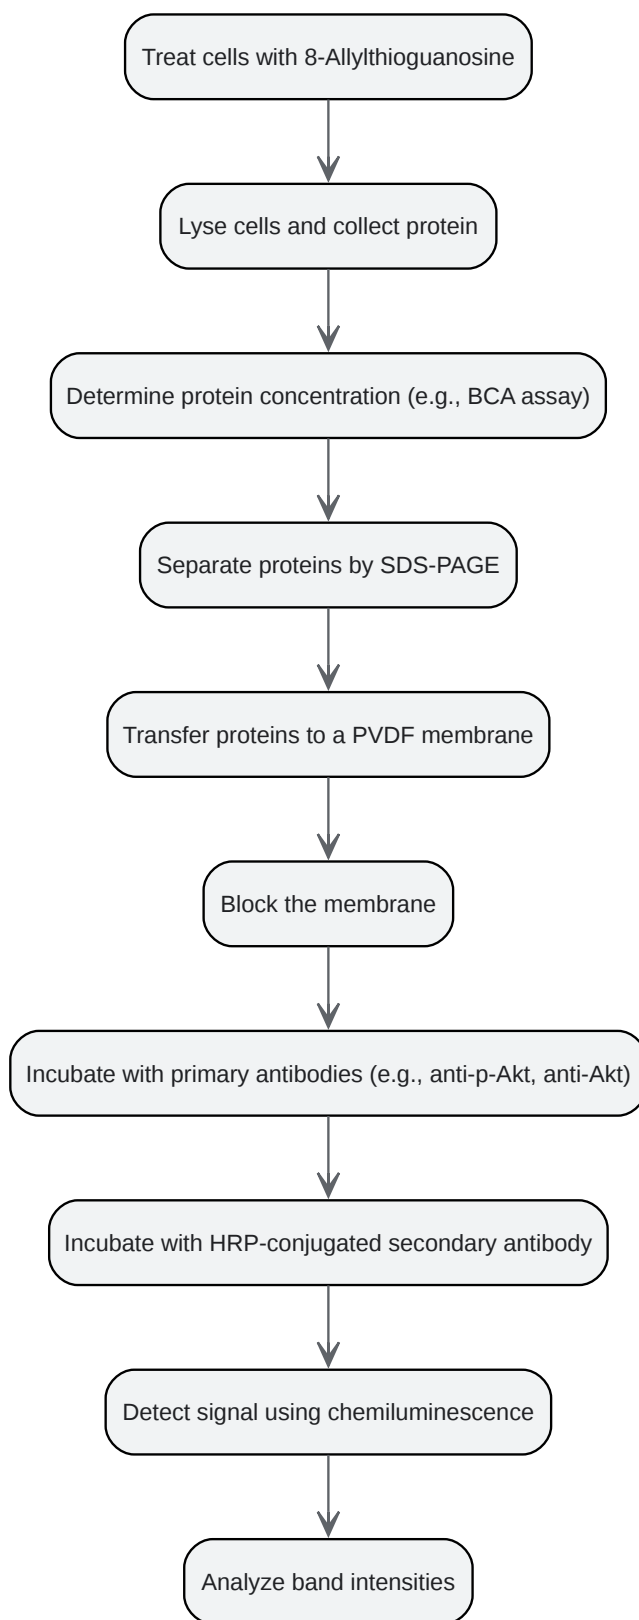 Treat cells with 8-Allylthioguanosine
Lyse cells and collect protein
Determine protein concentration (e.g., BCA assay)
Separate proteins by SDS-PAGE
Transfer proteins to a PVDF membrane
Block the membrane
Incubate with primary antibodies (e.g., anti-p-Akt, anti-Akt)
Incubate with HRP-conjugated secondary antibody
Detect signal using chemiluminescence
Analyze band intensities